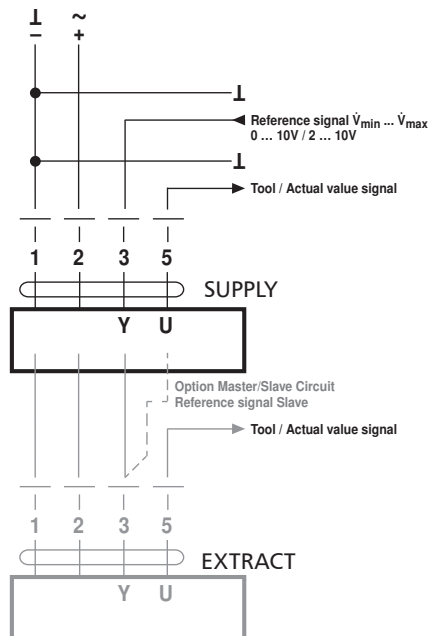 ⊥ ~
− +
⊥
Reference signal V̇min ... V̇max
0 ... 10V / 2 ... 10V
⊥
Tool / Actual value signal
1 2 3 5
SUPPLY
Y U
Option Master/Slave Circuit
Reference signal Slave
Tool / Actual value signal
1 2 3 5
EXTRACT
Y U